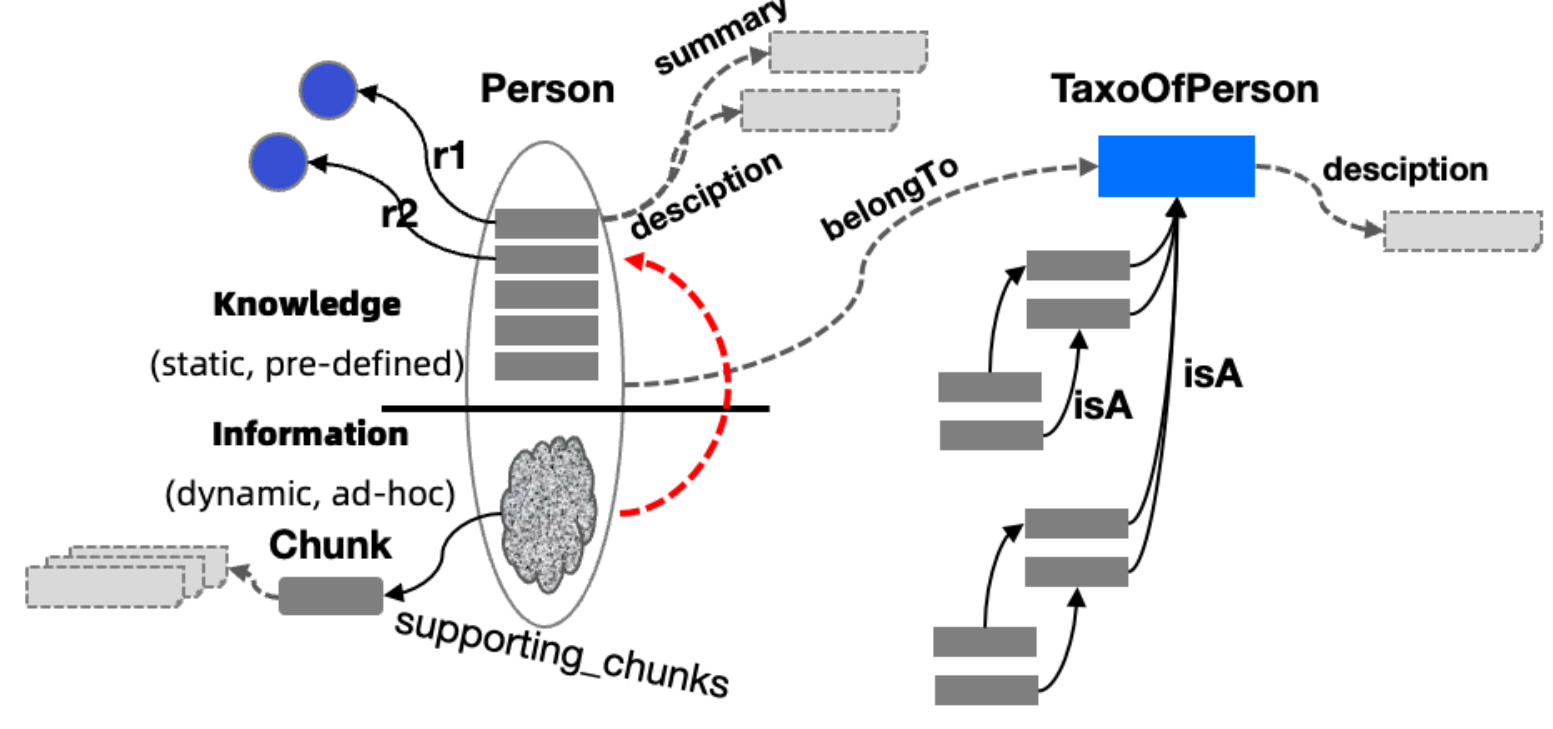 summary
Person
TaxoOfPerson
r1
desciption
belongTo
desciption
r2
Knowledge
(static, pre-defined)
isA
isA
Information
(dynamic, ad-hoc)
Chunk
supporting_chunks